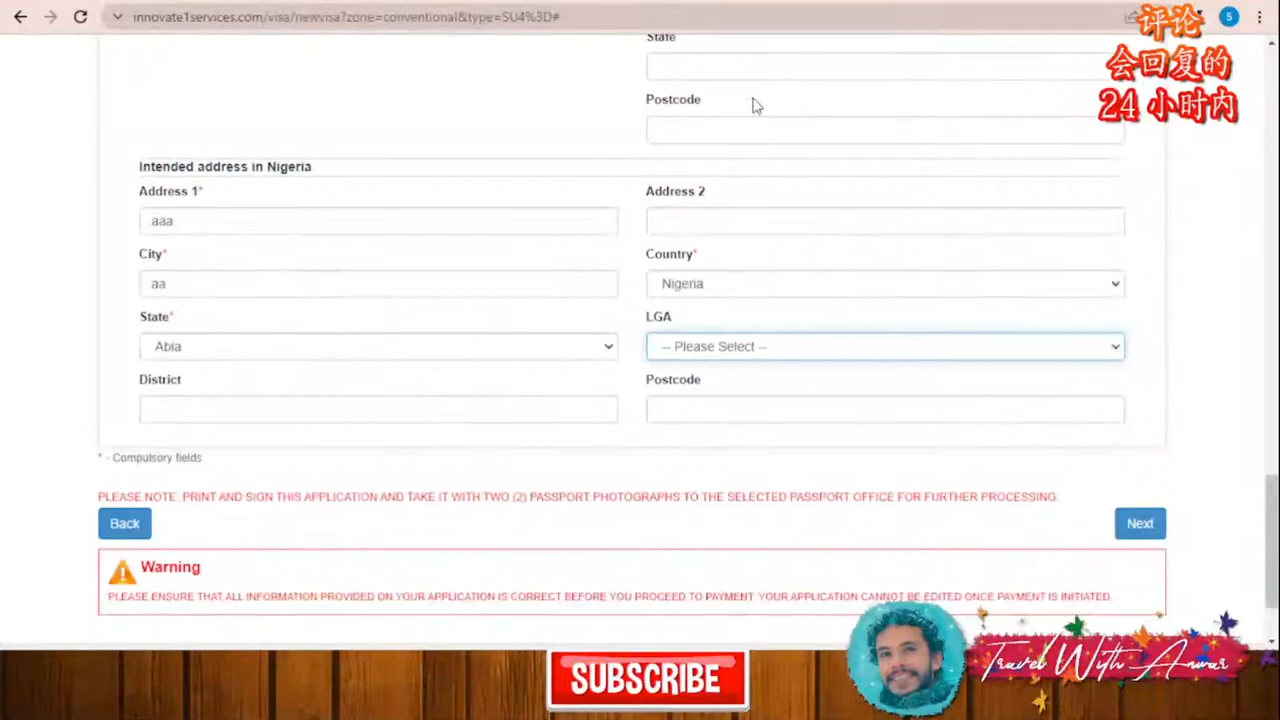 innovate1services.com/visa/newvisa?zone=conventional&type=SU4%3D#
5
评论
会回复的
24 小时内
State
Postcode
Intended address in Nigeria
Address 1*
Address 2
aaa
City*
Country*
aa
Nigeria
State*
LGA
Abia
-- Please Select --
District
Postcode
* - Compulsory fields
PLEASE NOTE: PRINT AND SIGN THIS APPLICATION AND TAKE IT WITH TWO (2) PASSPORT PHOTOGRAPHS TO THE SELECTED PASSPORT OFFICE FOR FURTHER PROCESSING.
Back
Next
Warning
PLEASE ENSURE THAT ALL INFORMATION PROVIDED ON YOUR APPLICATION IS CORRECT BEFORE YOU PROCEED TO PAYMENT. YOUR APPLICATION CANNOT BE EDITED ONCE PAYMENT IS INITIATED.
SUBSCRIBE
Travel With Anwar